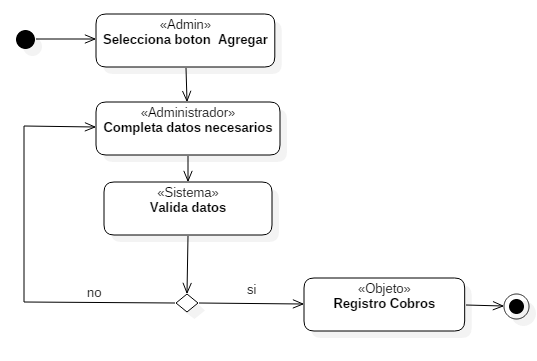 «Admin»
Selecciona boton  Agregar
«Administrador»
Completa datos necesarios
«Sistema»
Valida datos
no
si
«Objeto»
Registro Cobros